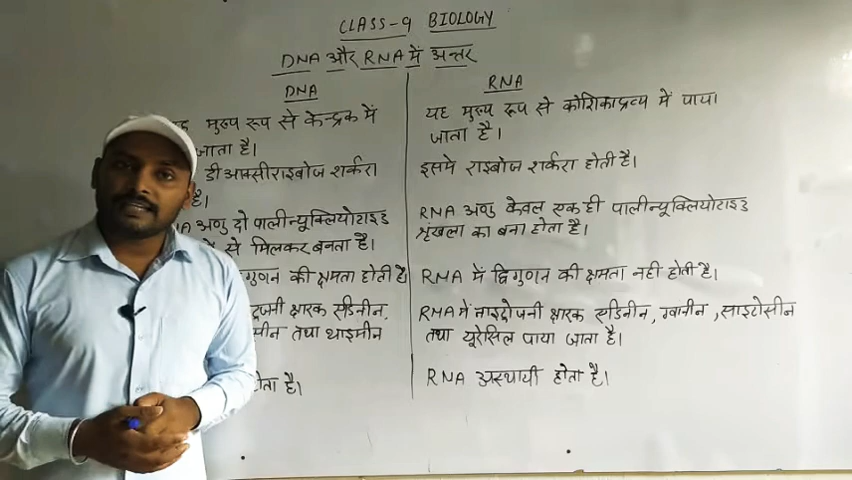 CLASS-9 BIOLOGY
DNA और RNA में अन्तर
DNA
मुख्य रूप से केन्द्रक में
जाता है।
डीआक्सीराइबोज शर्करा
है।
अणु दो पालीन्यूक्लियोटाइड
से मिलकर बनता है।
की क्षमता होती है
क्षारक एडिनीन,
तथा थाइमीन
होता है।
RNA
यह मुख्य रूप से कोशिकाद्रव्य में पाया
जाता है।
इसमे राइबोज शर्करा होती है।
RNA अणु केवल एक ही पालीन्यूक्लियोटाइड
श्रृंखला का बना होता है।
RNA में द्विगुणन की क्षमता नही होती है।
RNA में नाइट्रोजनी क्षारक एडिनीन, ग्वानीन, साइटोसीन
तथा यूरेसिल पाया जाता है।
RNA अस्थायी होता है।